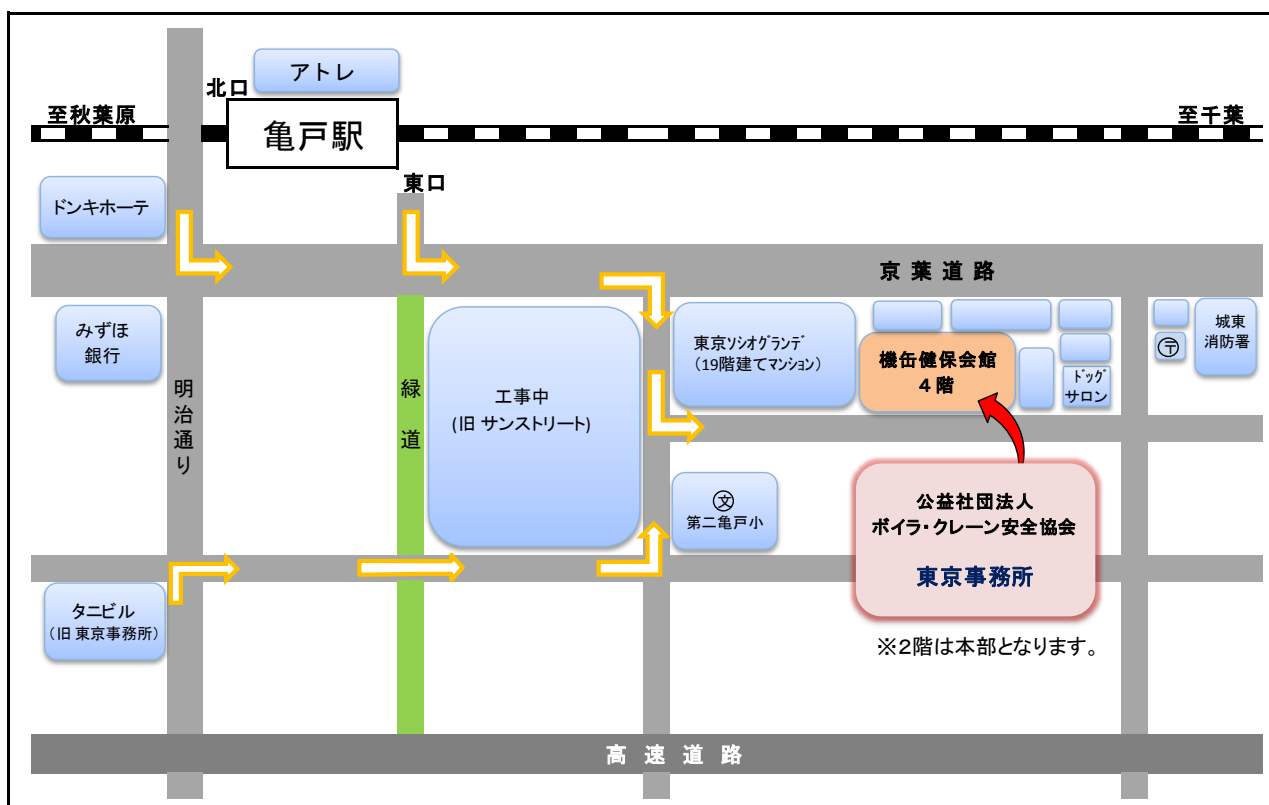 アトレ
北口
至秋葉原
至千葉
亀戸駅
東口
ドンキホーテ
京葉道路
みずほ
銀行
東京ソシオグランデ
(19階建てマンション)
機缶健保会館
4階
〒
城東
消防署
ドッグ
サロン
明治通り
緑道
工事中
(旧 サンストリート)
文
第二亀戸小
公益社団法人
ボイラ・クレーン安全協会
東京事務所
タニビル
(旧 東京事務所)
※2階は本部となります。
高速道路